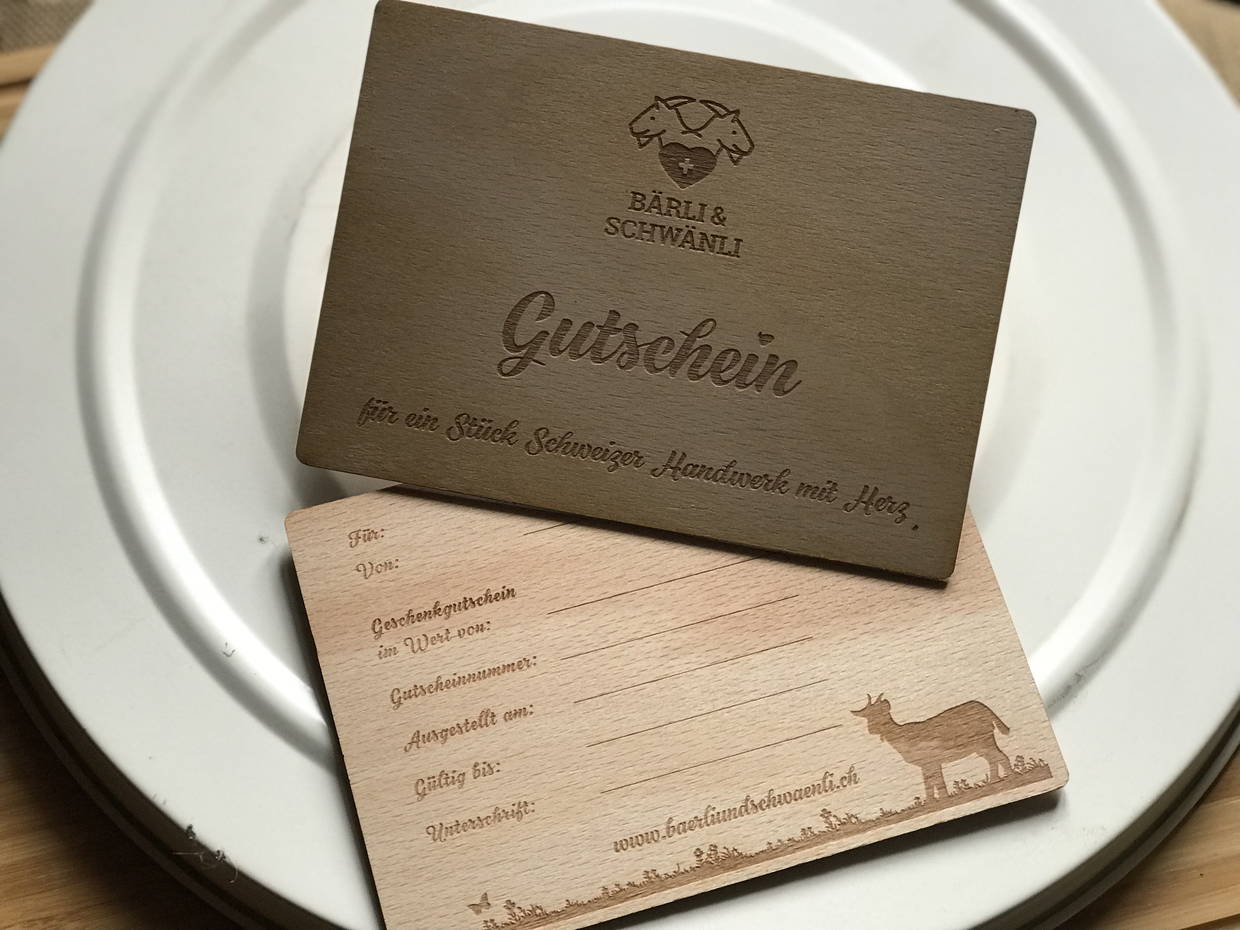 BÄRLI &
SCHWÄNLI
Gutschein
für ein Stück Schweizer Handwerk mit Herz.
Für:
Von:
Geschenkgutschein
im Wert von:
Gutscheinnummer:
Ausgestellt am:
Gültig bis:
Unterschrift:
www.baerliundschwaenli.ch